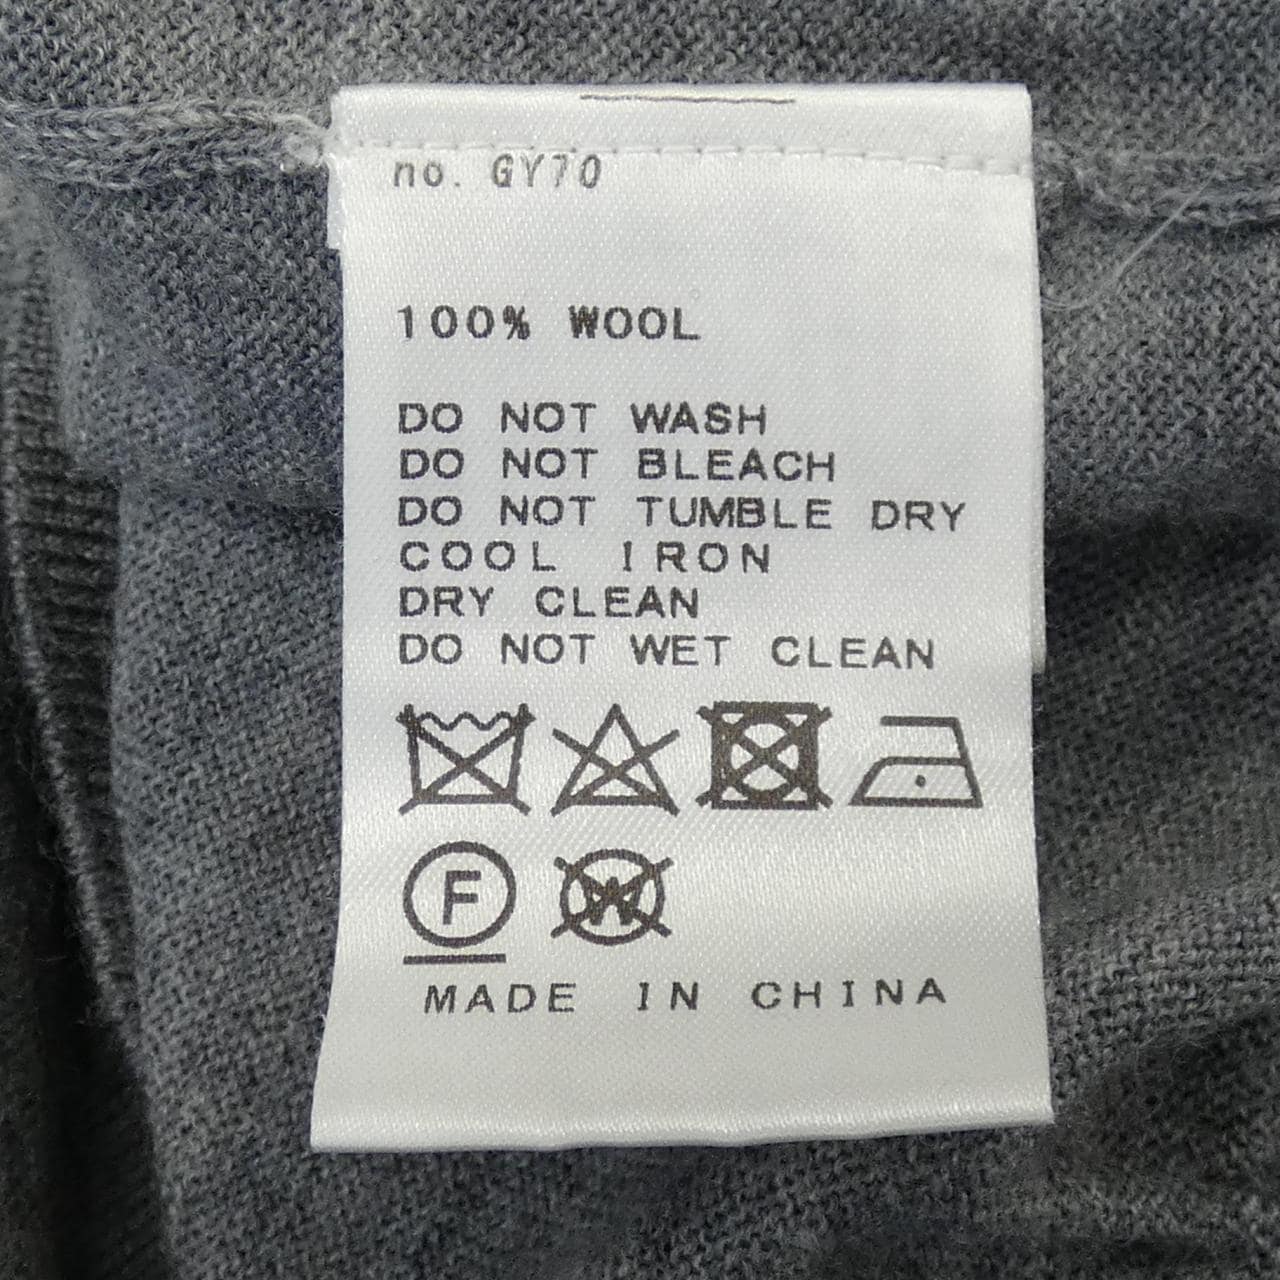 no. GY70
100% WOOL
DO NOT WASH
DO NOT BLEACH
DO NOT TUMBLE DRY
COOL IRON
DRY CLEAN
DO NOT WET CLEAN
F W
MADE IN CHINA